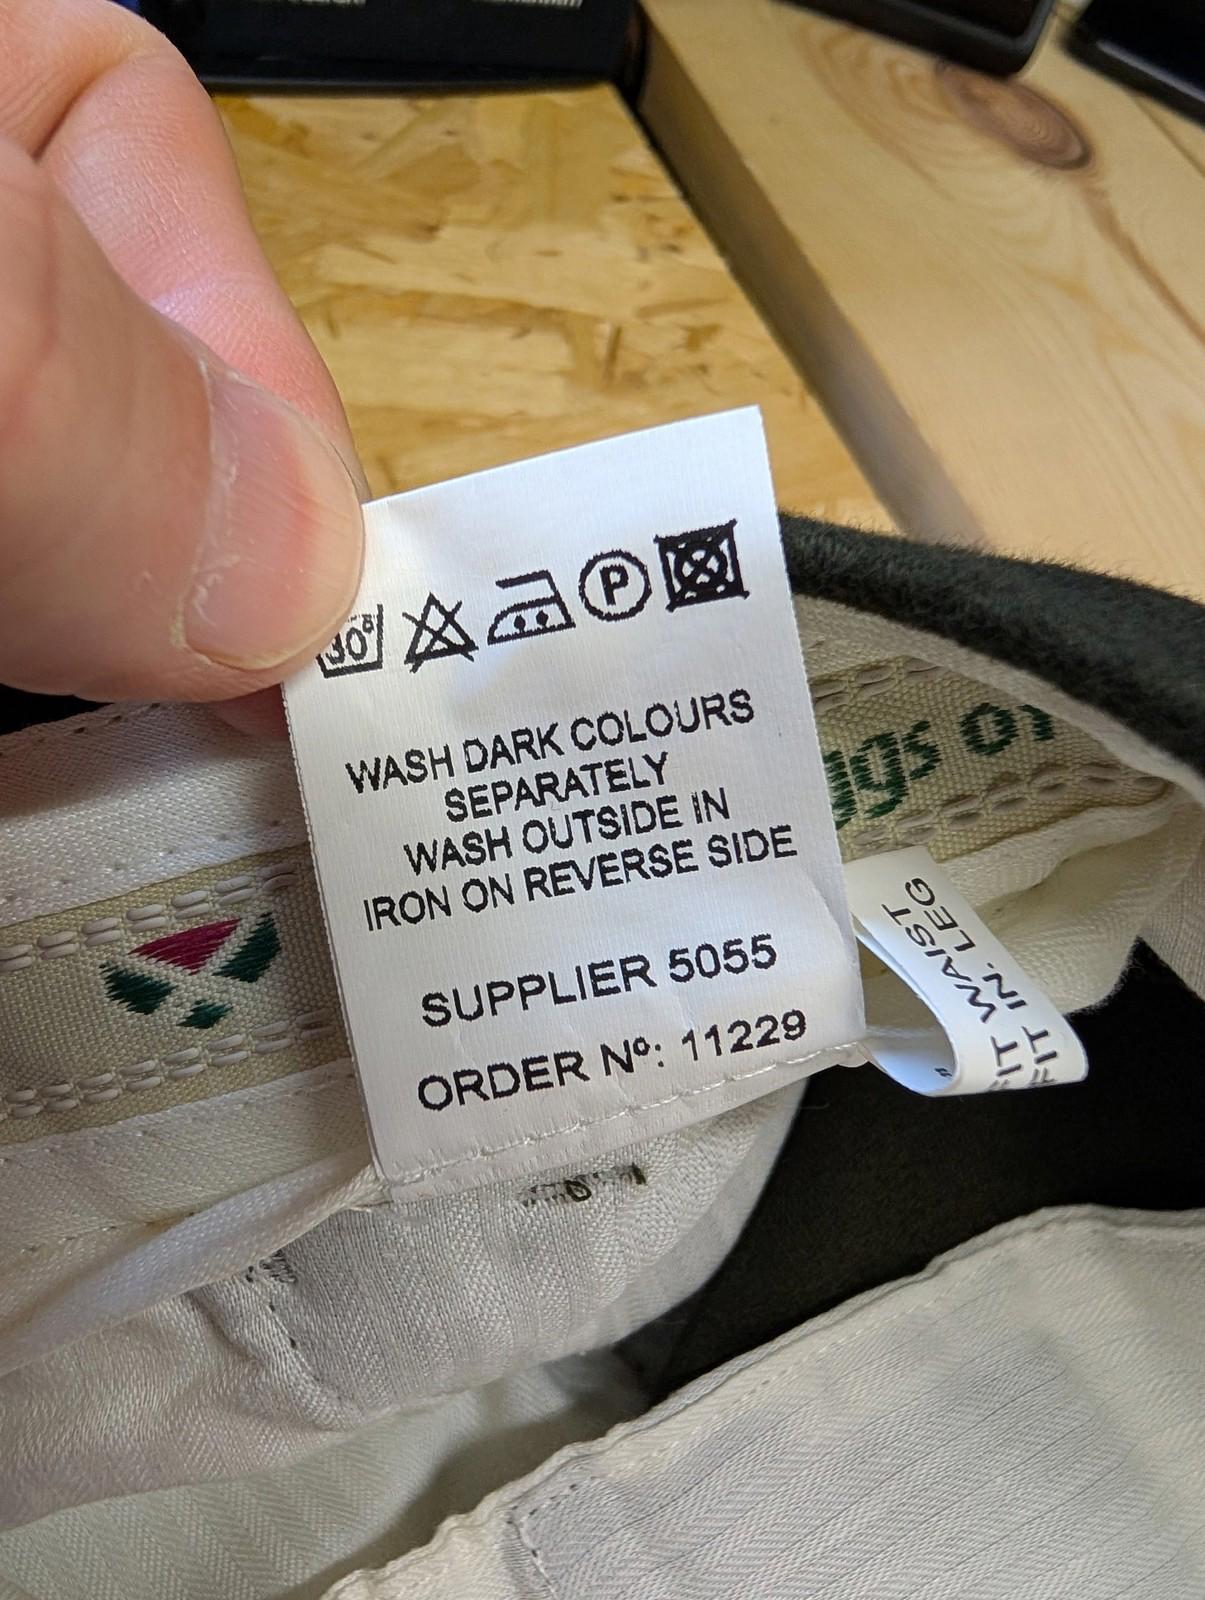 30°
P
WASH DARK COLOURS
SEPARATELY
WASH OUTSIDE IN
IRON ON REVERSE SIDE
SUPPLIER 5055
ORDER Nº: 11229
WAIST
IN. LEG